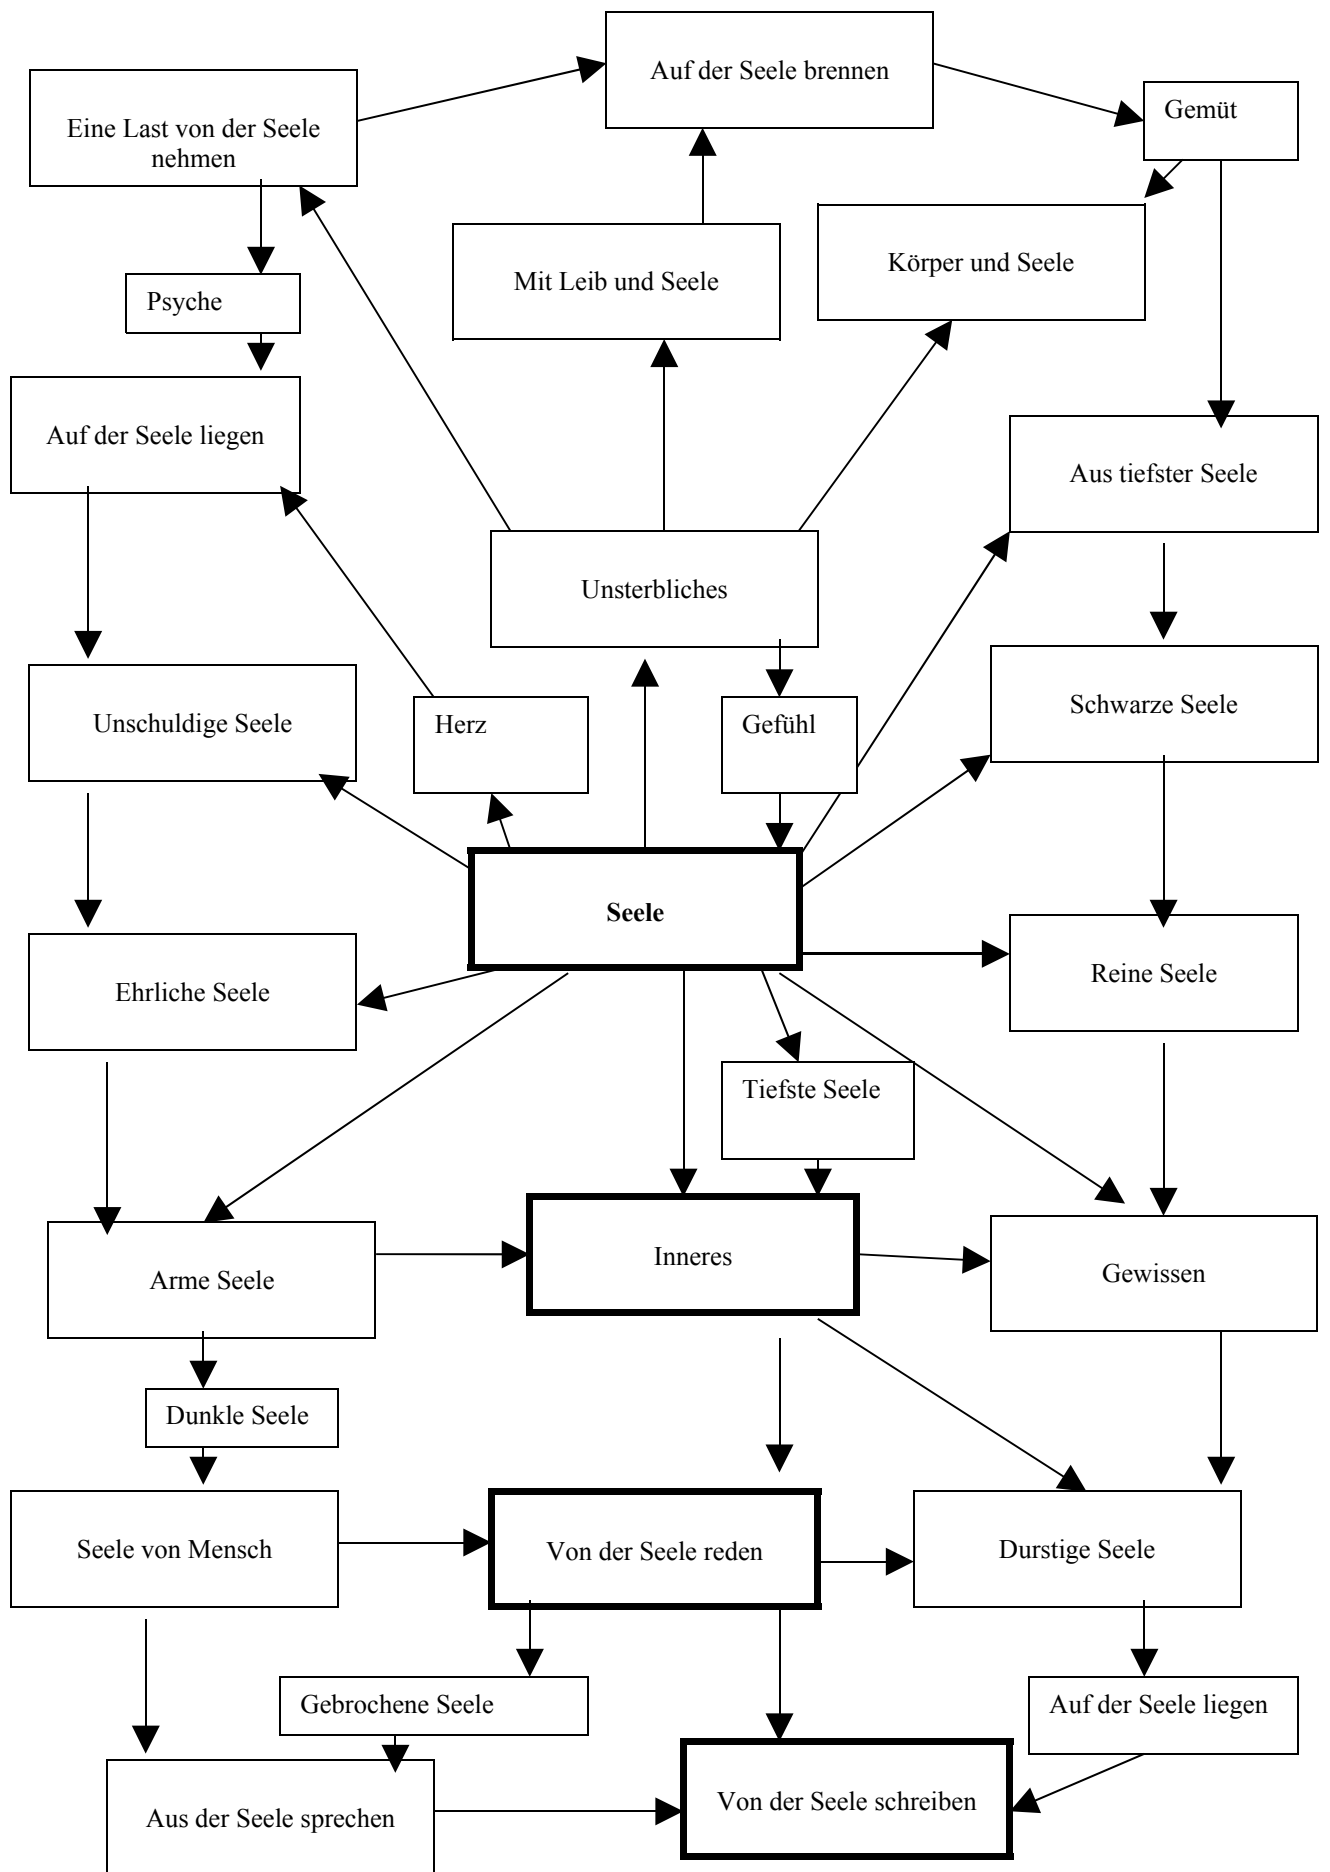 Auf der Seele brennen
Gemüt
Eine Last von der Seele
nehmen
Körper und Seele
Mit Leib und Seele
Psyche
Auf der Seele liegen
Aus tiefster Seele
Unsterbliches
Schwarze Seele
Unschuldige Seele
Herz
Gefühl
Seele
Reine Seele
Ehrliche Seele
Tiefste Seele
Inneres
Gewissen
Arme Seele
Dunkle Seele
Seele von Mensch
Von der Seele reden
Durstige Seele
Gebrochene Seele
Auf der Seele liegen
Von der Seele schreiben
Aus der Seele sprechen